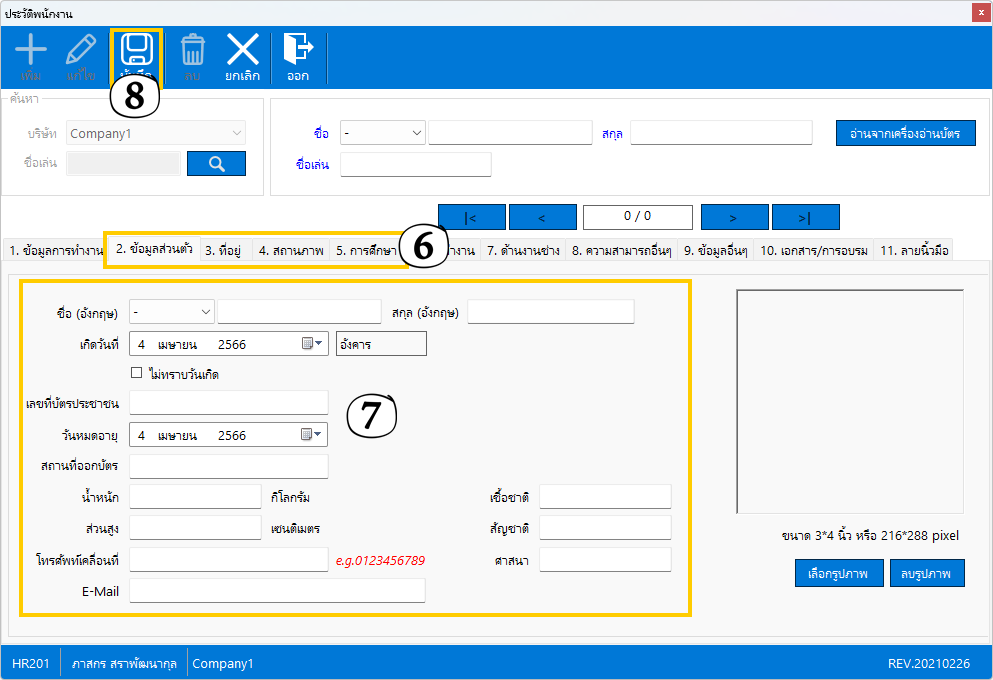 ประวัติพนักงาน x
เพิ่ม แก้ไข ลบ ยกเลิก ออก
8
ค้นหา
บริษัท Company1 ชื่อ - สกุล อ่านจากเครื่องอ่านบัตร
ชื่อเล่น ชื่อเล่น
|< < 0 / 0 > >|
1. ข้อมูลการทำงาน 2. ข้อมูลส่วนตัว 3. ที่อยู่ 4. สถานภาพ 5. การศึกษา 6 7. ด้านงานช่าง 8. ความสามารถอื่นๆ 9. ข้อมูลอื่นๆ 10. เอกสาร/การอบรม 11. ลายนิ้วมือ
ชื่อ (อังกฤษ) - สกุล (อังกฤษ)
เกิดวันที่ 4 เมษายน 2566 อังคาร
ไม่ทราบวันเกิด
เลขที่บัตรประชาชน 7
วันหมดอายุ 4 เมษายน 2566
สถานที่ออกบัตร
น้ำหนัก กิโลกรัม เชื้อชาติ
ส่วนสูง เซนติเมตร สัญชาติ
โทรศัพท์เคลื่อนที่ e.g.0123456789 ศาสนา
E-Mail
ขนาด 3*4 นิ้ว หรือ 216*288 pixel
เลือกรูปภาพ ลบรูปภาพ
HR201 ภาสกร สราพัฒนากุล Company1 REV.20210226